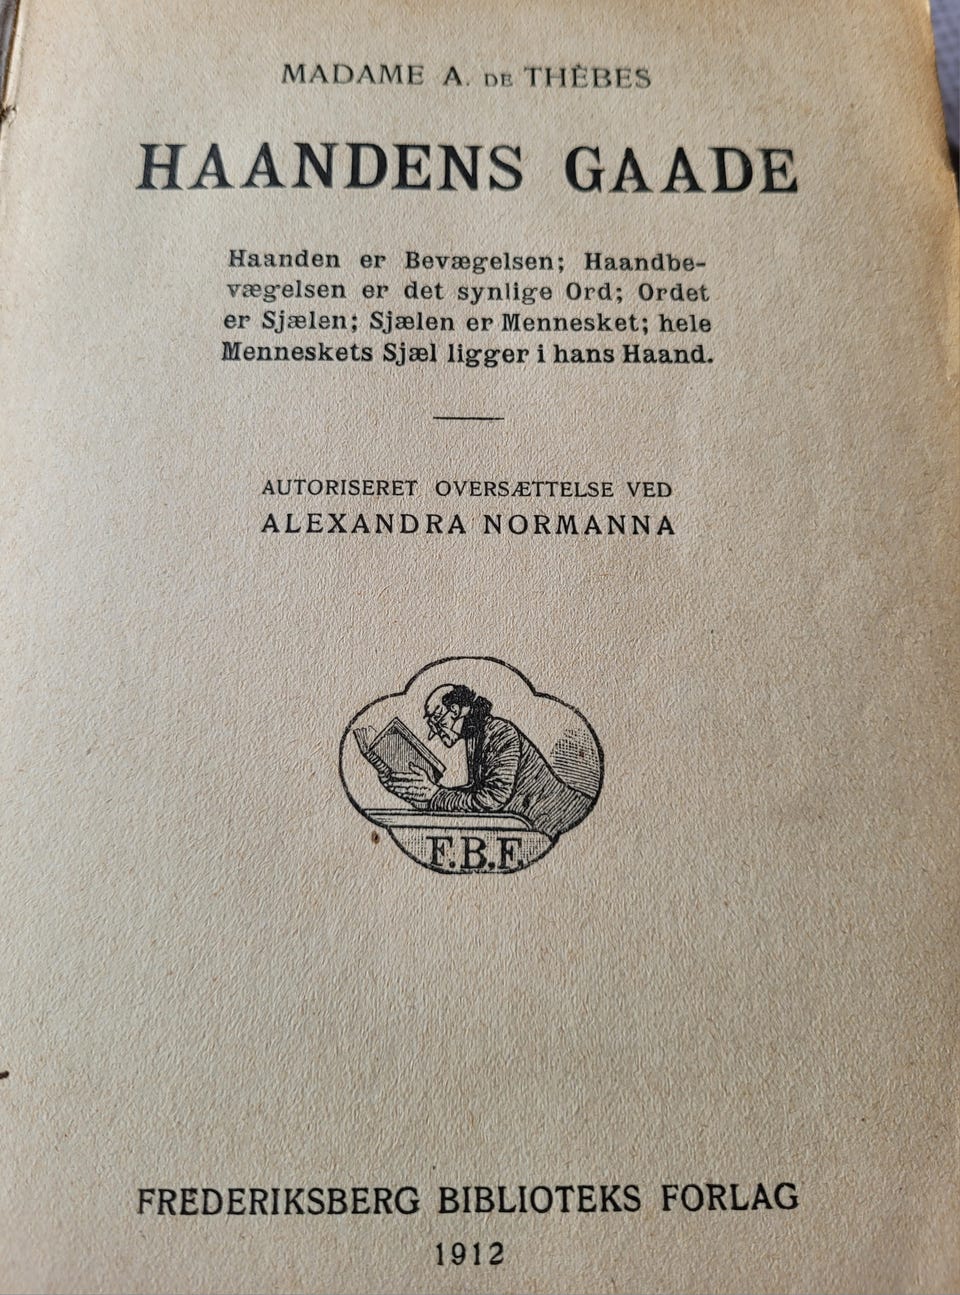 MADAME A. DE THÈBES
HAANDENS GAADE
Haanden er Bevægelsen; Haandbe-
vægelsen er det synlige Ord; Ordet
er Sjælen; Sjælen er Mennesket; hele
Menneskets Sjæl ligger i hans Haand.
AUTORISERET OVERSÆTTELSE VED
ALEXANDRA NORMANNA
F.B.F.
FREDERIKSBERG BIBLIOTEKS FORLAG
1912